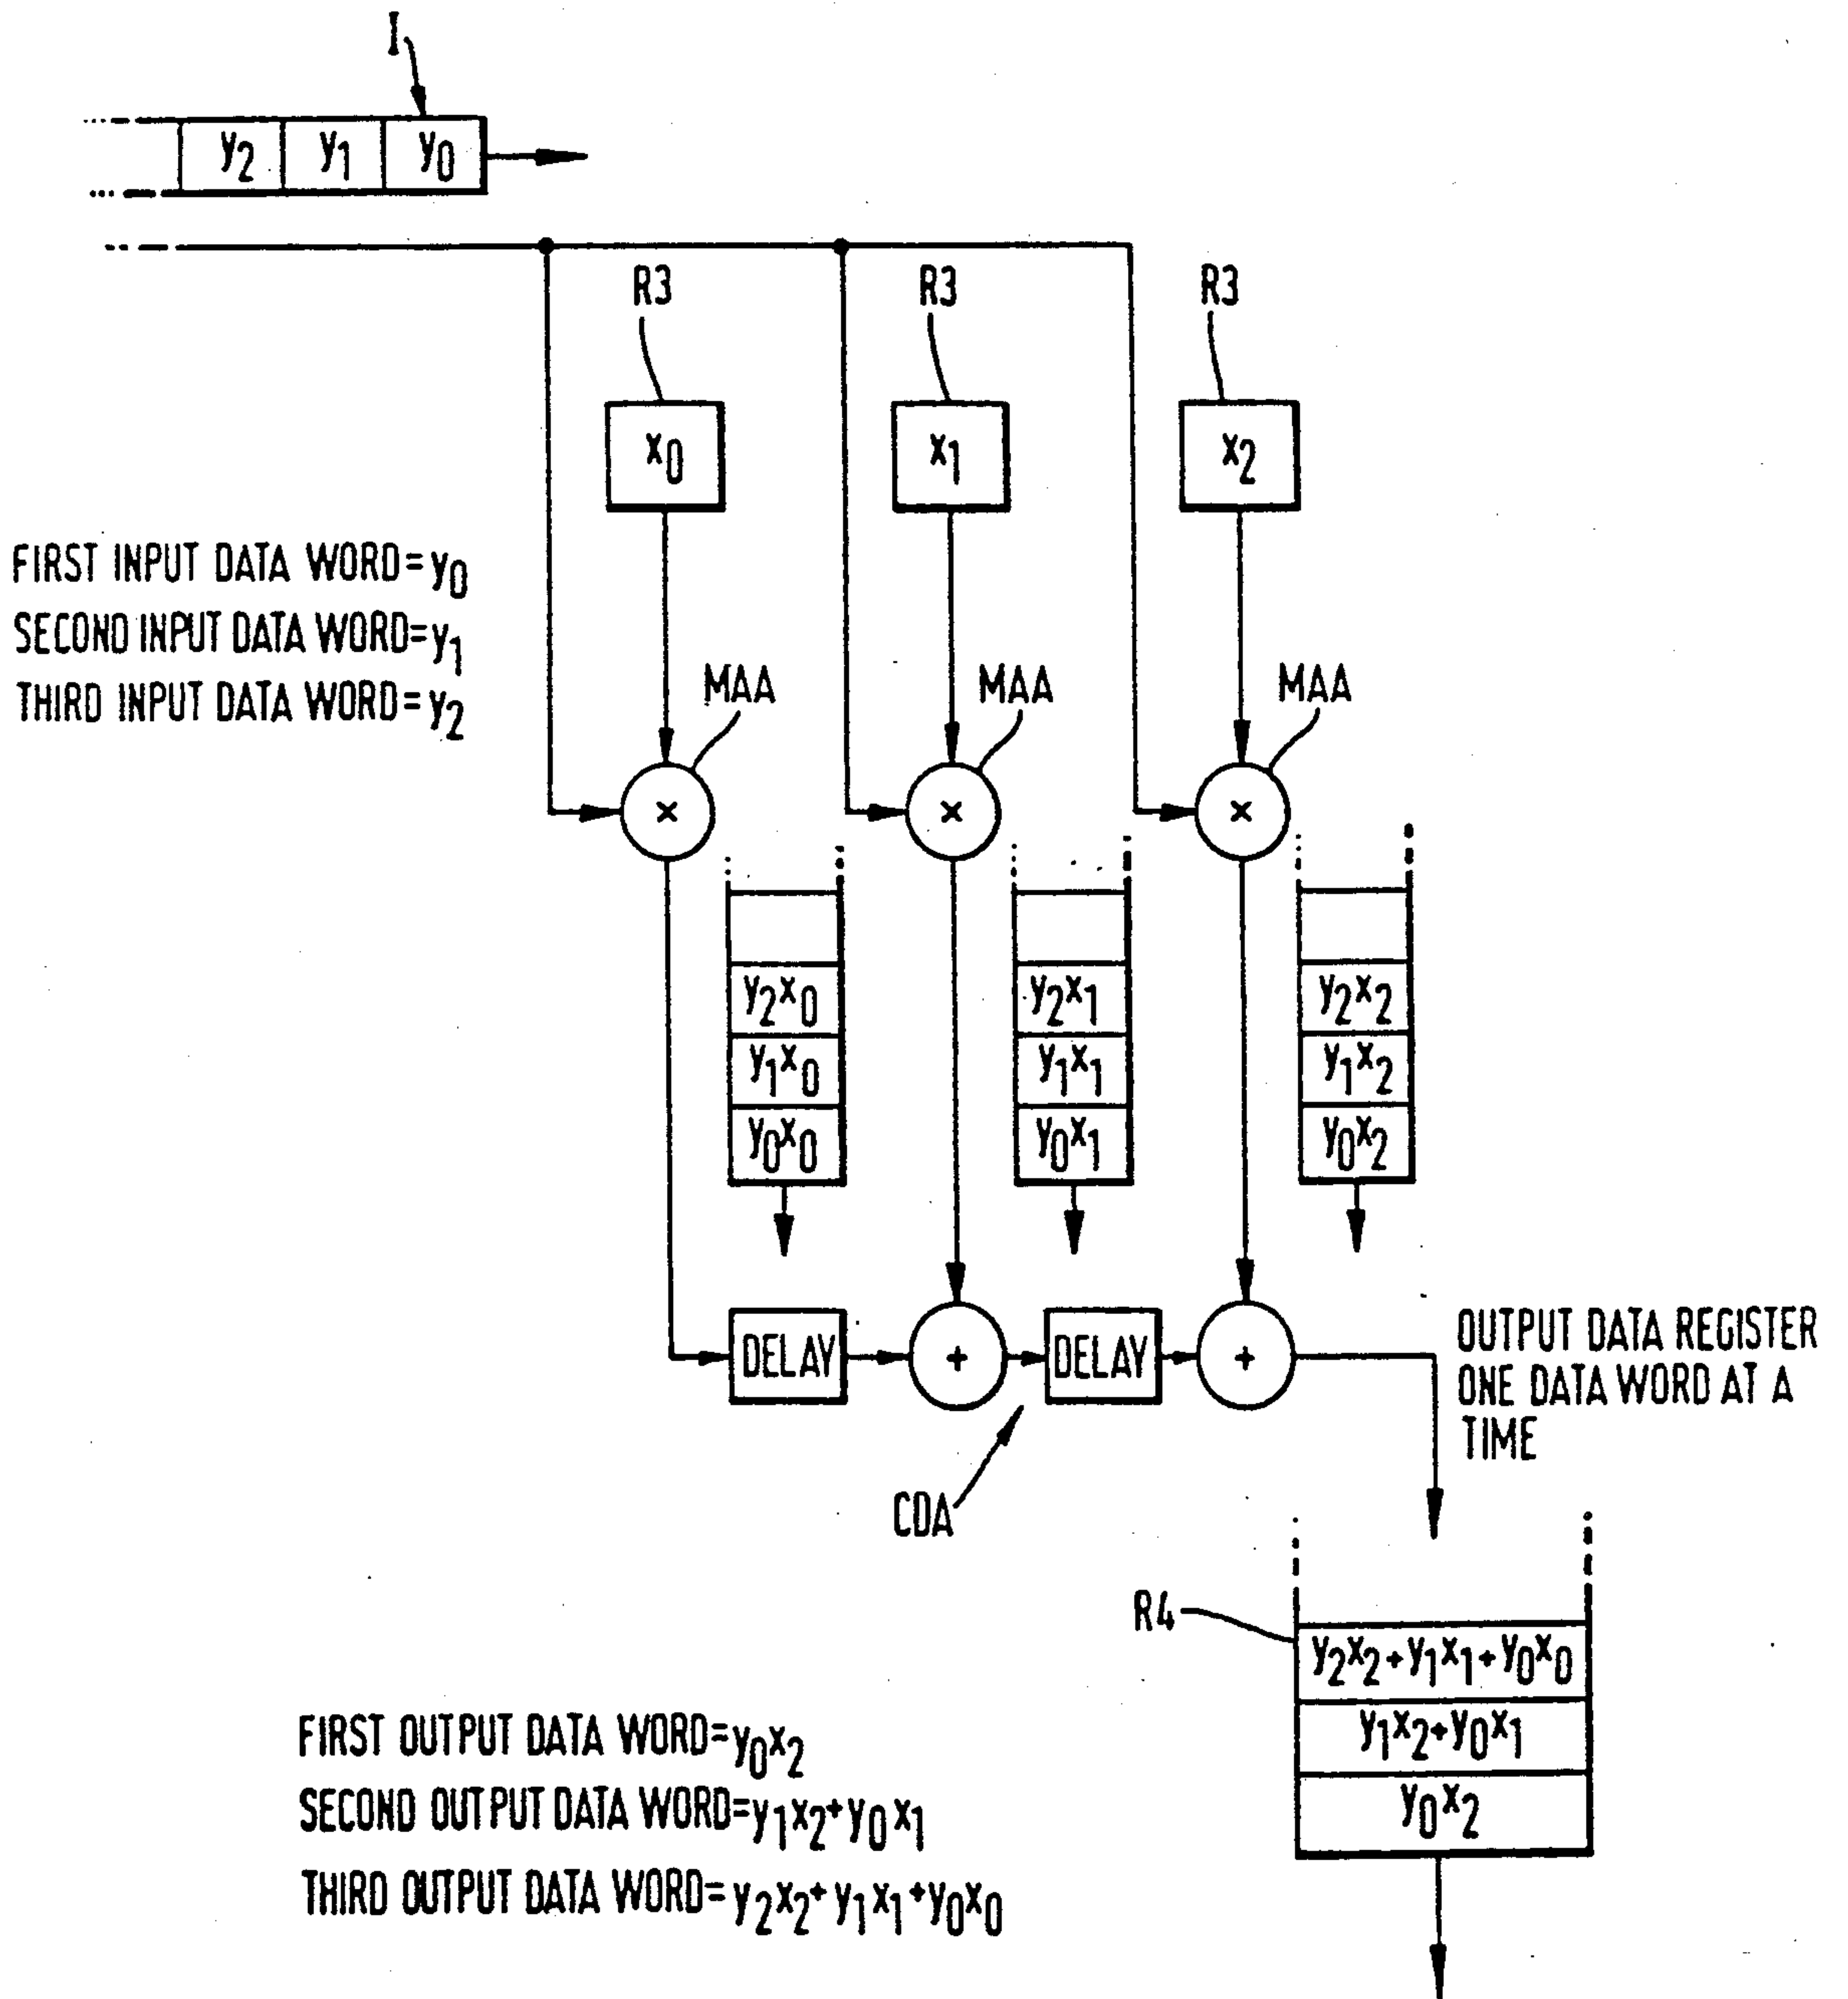 I
y₂ y₁ y₀
R3 R3 R3
x₀ x₁ x₂
FIRST INPUT DATA WORD=y₀
SECOND INPUT DATA WORD=y₁
THIRD INPUT DATA WORD=y₂
MAA MAA MAA
× × ×
y₂x₀ y₂x₁ y₂x₂
y₁x₀ y₁x₁ y₁x₂
y₀x₀ y₀x₁ y₀x₂
DELAY + DELAY +
OUTPUT DATA REGISTER
ONE DATA WORD AT A
TIME
CDA
R4
y₂x₂+y₁x₁+y₀x₀
y₁x₂+y₀x₁
y₀x₂
FIRST OUTPUT DATA WORD=y₀x₂
SECOND OUTPUT DATA WORD=y₁x₂+y₀x₁
THIRD OUTPUT DATA WORD=y₂x₂+y₁x₁+y₀x₀